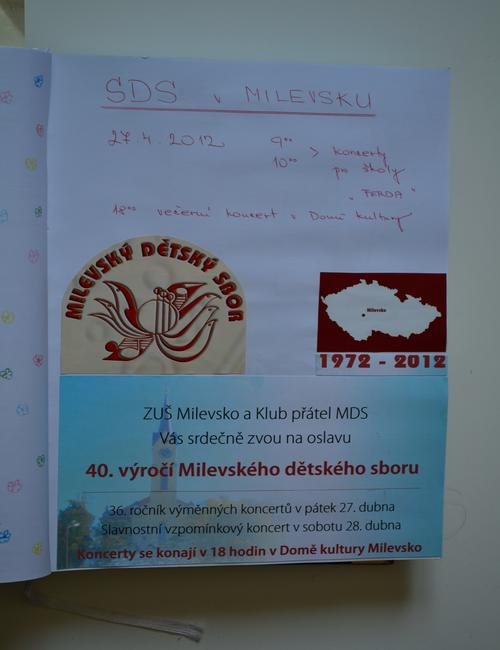 SDS v MILEVSKU
27.4.2012 9⁰⁰ > koncerty
10⁰⁰ pro školy
"FERDA"
18⁰⁰ večerní koncert v Domě kultury
MILEVSKÝ DĚTSKÝ SBOR
Milevsko
1972 - 2012
ZUŠ Milevsko a Klub přátel MDS
Vás srdečně zvou na oslavu
40. výročí Milevského dětského sboru
36. ročník výměnných koncertů v pátek 27. dubna
Slavnostní vzpomínkový koncert v sobotu 28. dubna
Koncerty se konají v 18 hodin v Domě kultury Milevsko